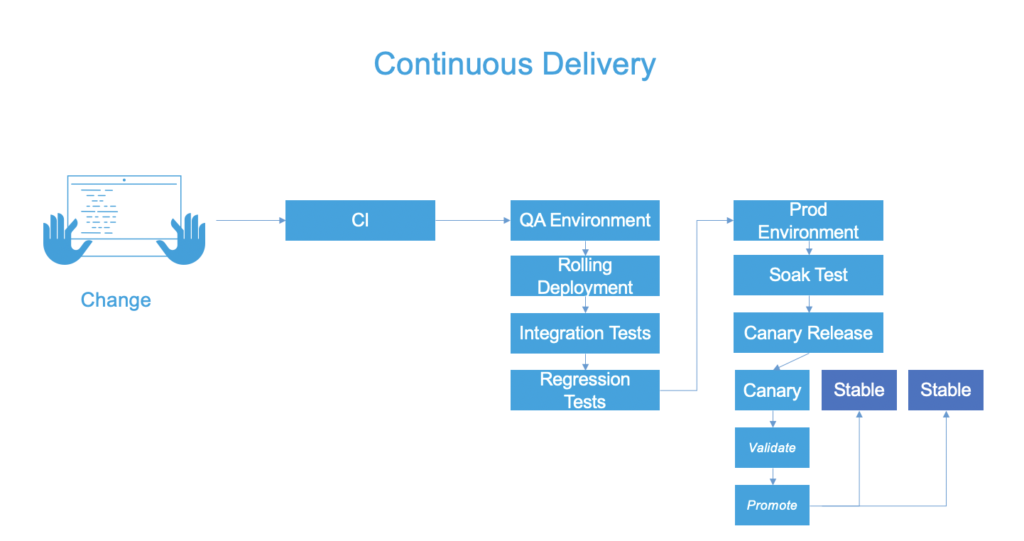 Continuous Delivery
Change
CI
QA Environment
Rolling
Deployment
Integration Tests
Regression
Tests
Prod
Environment
Soak Test
Canary Release
Canary
Stable
Stable
Validate
Promote